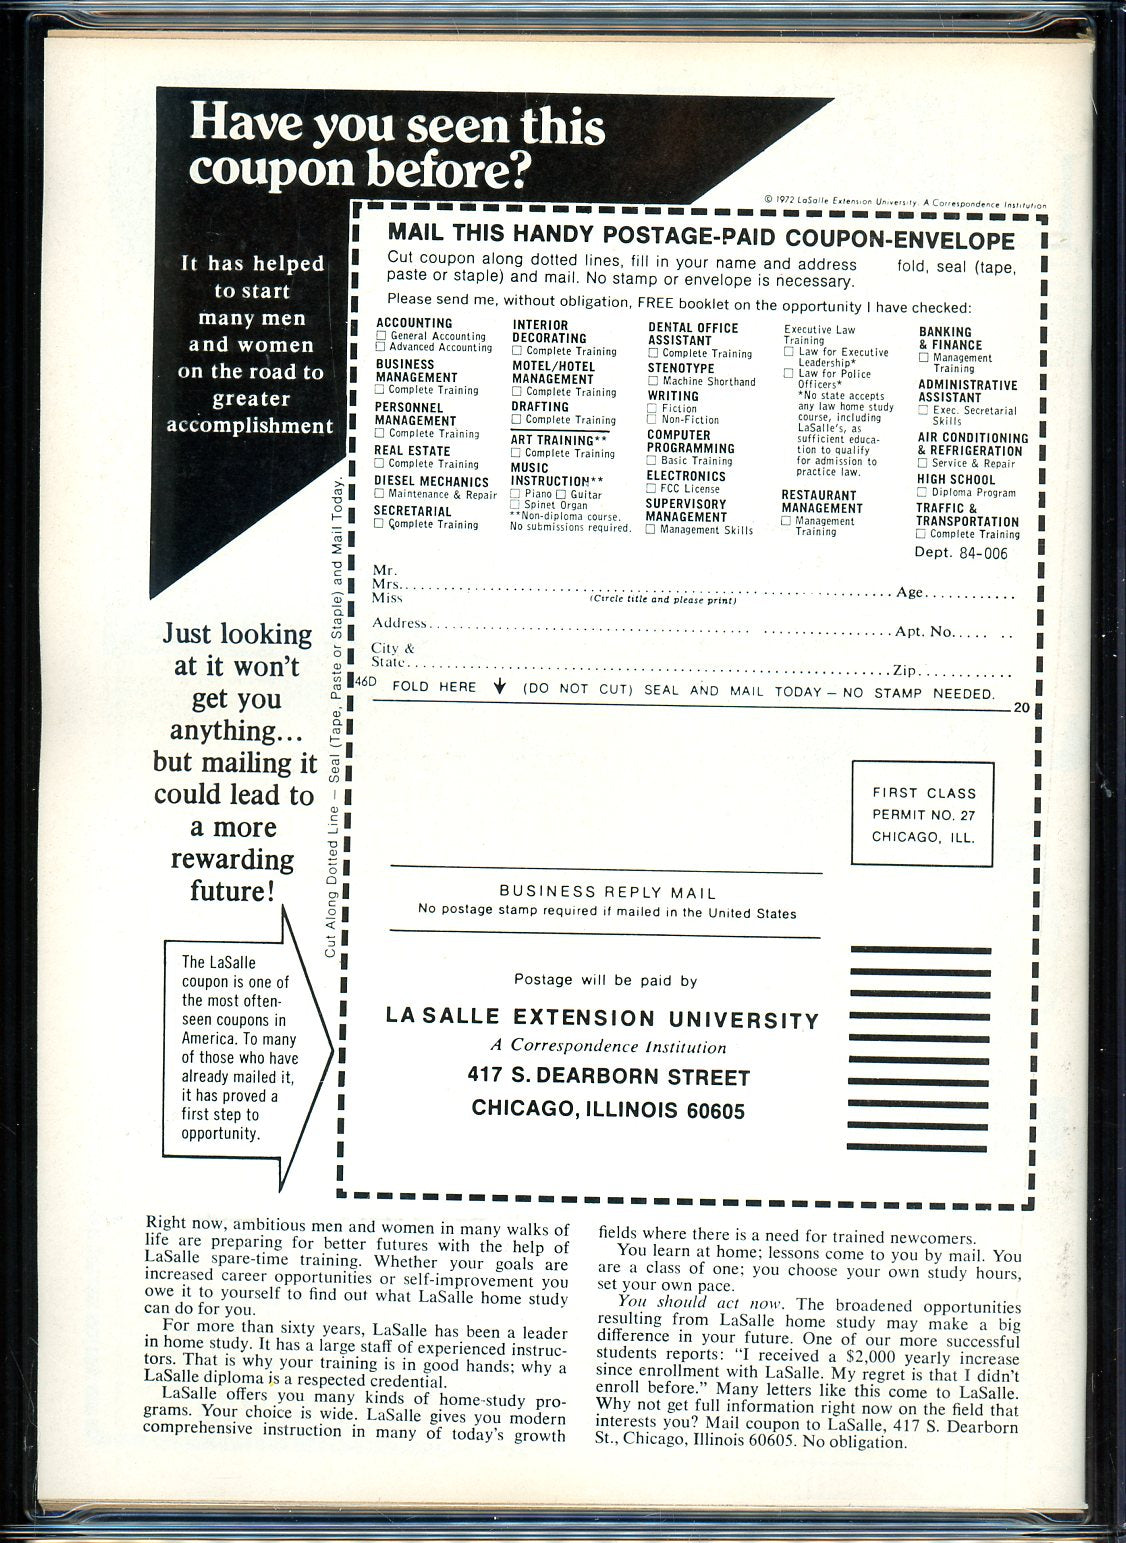 Have you seen this
coupon before?
It has helped
to start
many men
and women
on the road to
greater
accomplishment
© 1972 LaSalle Extension University. A Correspondence Institution
MAIL THIS HANDY POSTAGE-PAID COUPON-ENVELOPE
Cut coupon along dotted lines, fill in your name and address fold, seal (tape,
paste or staple) and mail. No stamp or envelope is necessary.
Please send me, without obligation, FREE booklet on the opportunity I have checked:
ACCOUNTING
☐ General Accounting
☐ Advanced Accounting
BUSINESS
MANAGEMENT
☐ Complete Training
PERSONNEL
MANAGEMENT
☐ Complete Training
REAL ESTATE
☐ Complete Training
DIESEL MECHANICS
☐ Maintenance & Repair
SECRETARIAL
☐ Complete Training
INTERIOR
DECORATING
☐ Complete Training
MOTEL/HOTEL
MANAGEMENT
☐ Complete Training
DRAFTING
☐ Complete Training
ART TRAINING**
☐ Complete Training
MUSIC
INSTRUCTION**
☐ Piano ☐ Guitar
☐ Spinet Organ
**Non-diploma course.
No submissions required.
DENTAL OFFICE
ASSISTANT
☐ Complete Training
STENOTYPE
☐ Machine Shorthand
WRITING
☐ Fiction
☐ Non-Fiction
COMPUTER
PROGRAMMING
☐ Basic Training
ELECTRONICS
☐ FCC License
SUPERVISORY
MANAGEMENT
☐ Management Skills
Executive Law
Training
☐ Law for Executive
Leadership*
☐ Law for Police
Officers*
*No state accepts
any law home study
course, including
LaSalle's, as
sufficient educa-
tion to qualify
for admission to
practice law.
RESTAURANT
MANAGEMENT
☐ Management
Training
BANKING
& FINANCE
☐ Management
Training
ADMINISTRATIVE
ASSISTANT
☐ Exec. Secretarial
Skills
AIR CONDITIONING
& REFRIGERATION
☐ Service & Repair
HIGH SCHOOL
☐ Diploma Program
TRAFFIC &
TRANSPORTATION
☐ Complete Training
Dept. 84-006
Mr.
Mrs. Age
Miss (Circle title and please print)
Address Apt. No.
City &
State Zip
46D FOLD HERE ↓ (DO NOT CUT) SEAL AND MAIL TODAY — NO STAMP NEEDED.
20
Cut Along Dotted Line — Seal (Tape, Paste or Staple) and Mail Today.
Just looking
at it won't
get you
anything...
but mailing it
could lead to
a more
rewarding
future!
FIRST CLASS
PERMIT NO. 27
CHICAGO, ILL.
BUSINESS REPLY MAIL
No postage stamp required if mailed in the United States
Postage will be paid by
LA SALLE EXTENSION UNIVERSITY
A Correspondence Institution
417 S. DEARBORN STREET
CHICAGO, ILLINOIS 60605
The LaSalle
coupon is one of
the most often-
seen coupons in
America. To many
of those who have
already mailed it,
it has proved a
first step to
opportunity.
Right now, ambitious men and women in many walks of
life are preparing for better futures with the help of
LaSalle spare-time training. Whether your goals are
increased career opportunities or self-improvement you
owe it to yourself to find out what LaSalle home study
can do for you.
For more than sixty years, LaSalle has been a leader
in home study. It has a large staff of experienced instruc-
tors. That is why your training is in good hands; why a
LaSalle diploma is a respected credential.
LaSalle offers you many kinds of home-study pro-
grams. Your choice is wide. LaSalle gives you modern
comprehensive instruction in many of today's growth
fields where there is a need for trained newcomers.
You learn at home; lessons come to you by mail. You
are a class of one; you choose your own study hours,
set your own pace.
You should act now. The broadened opportunities
resulting from LaSalle home study may make a big
difference in your future. One of our more successful
students reports: "I received a $2,000 yearly increase
since enrollment with LaSalle. My regret is that I didn't
enroll before." Many letters like this come to LaSalle.
Why not get full information right now on the field that
interests you? Mail coupon to LaSalle, 417 S. Dearborn
St., Chicago, Illinois 60605. No obligation.